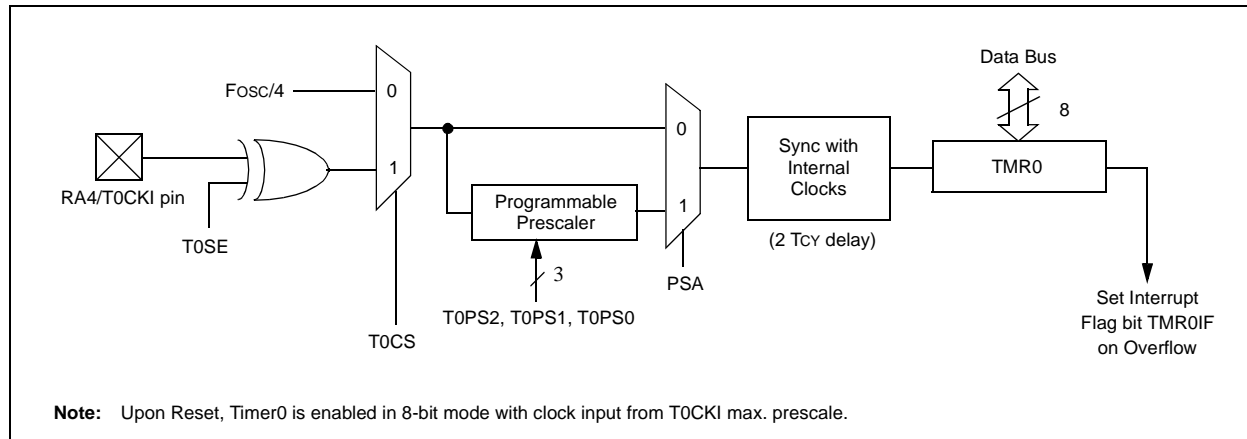 Data Bus
FOSC/4
0
8
0
1
Sync with
Internal
Clocks
TMR0
RA4/T0CKI pin
Programmable
Prescaler
1
(2 TCY delay)
T0SE
3
PSA
T0PS2, T0PS1, T0PS0
Set Interrupt
Flag bit TMR0IF
on Overflow
T0CS
Note: Upon Reset, Timer0 is enabled in 8-bit mode with clock input from T0CKI max. prescale.